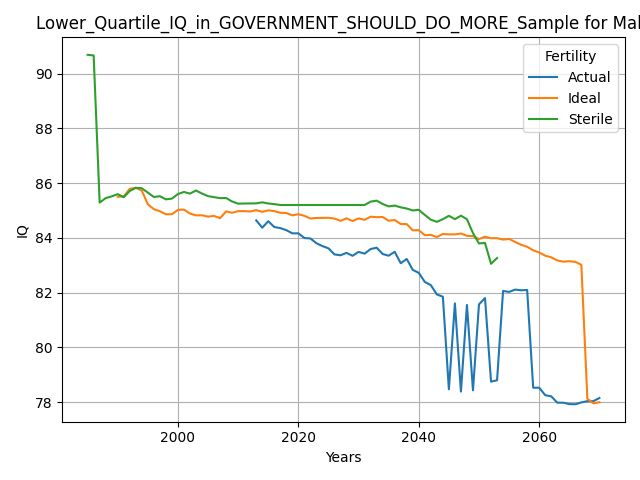 Lower_Quartile_IQ_in_GOVERNMENT_SHOULD_DO_MORE_Sample for Mal
Fertility
Actual
Ideal
Sterile
90
88
86
84
82
80
78
IQ
2000 2020 2040 2060
Years